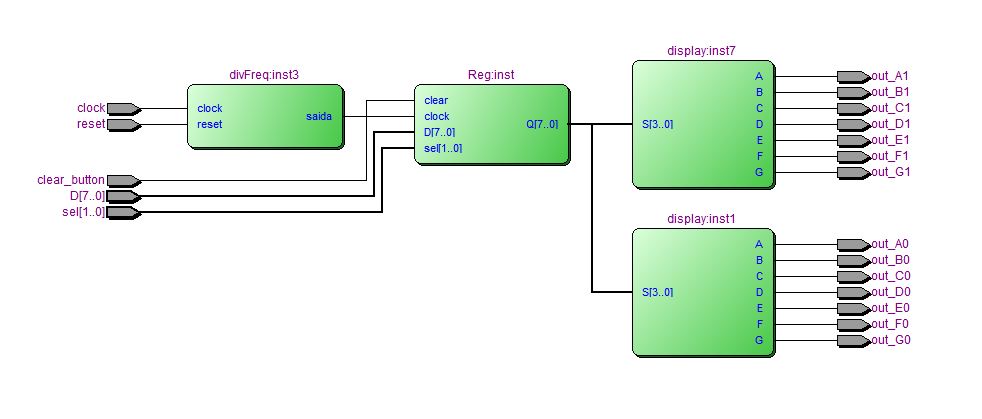 display:inst7
divFreq:inst3
Reg:inst
clock
reset
clock
reset
saida
clear
clock
D[7..0]
sel[1..0]
Q[7..0]
S[3..0]
A
B
C
D
E
F
G
out_A1
out_B1
out_C1
out_D1
out_E1
out_F1
out_G1
clear_button
D[7..0]
sel[1..0]
display:inst1
S[3..0]
A
B
C
D
E
F
G
out_A0
out_B0
out_C0
out_D0
out_E0
out_F0
out_G0